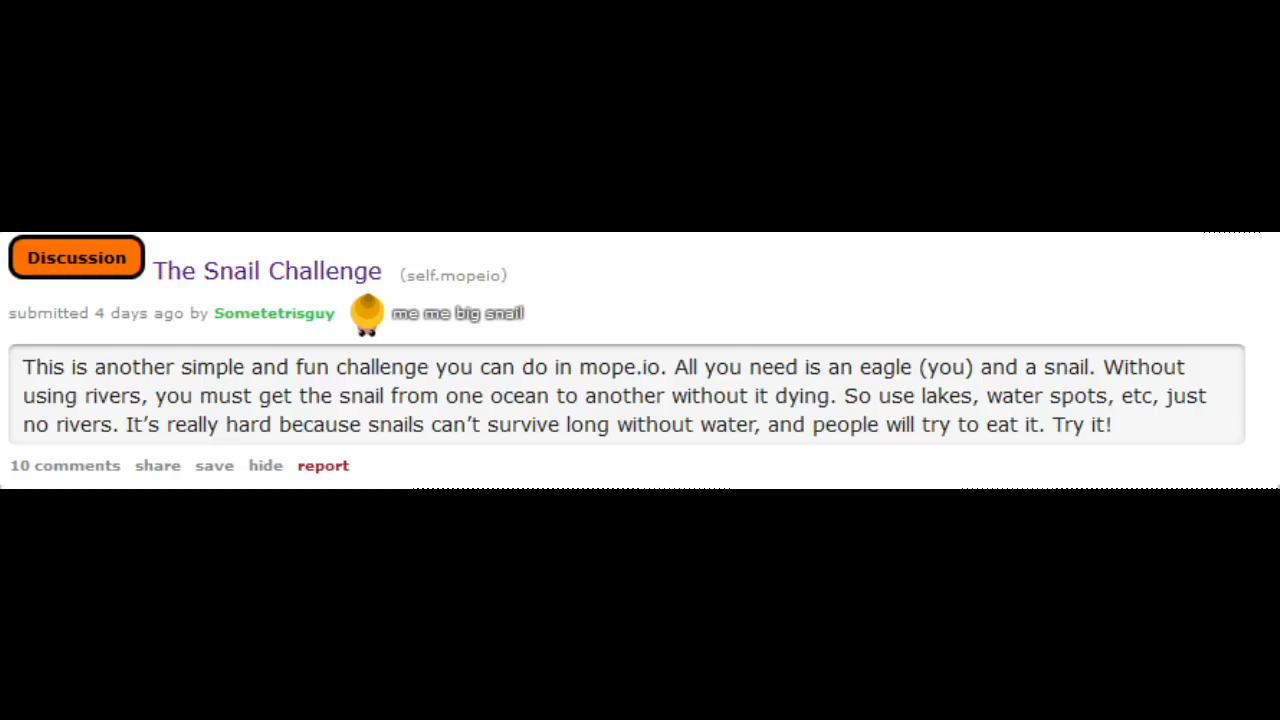 Discussion The Snail Challenge (self.mopeio)
submitted 4 days ago by Sometetrisguy me me big snail
This is another simple and fun challenge you can do in mope.io. All you need is an eagle (you) and a snail. Without
using rivers, you must get the snail from one ocean to another without it dying. So use lakes, water spots, etc, just
no rivers. It’s really hard because snails can’t survive long without water, and people will try to eat it. Try it!
10 comments share save hide report